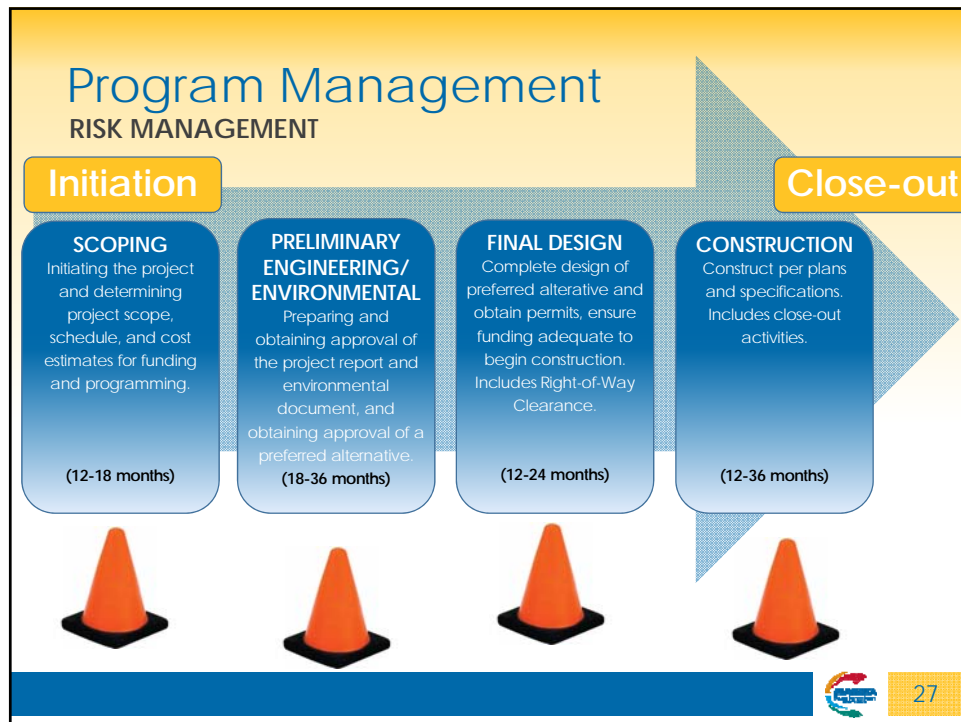 Program Management
RISK MANAGEMENT
Initiation
Close-out
SCOPING
Initiating the project
and determining
project scope,
schedule, and cost
estimates for funding
and programming.
(12-18 months)
PRELIMINARY
ENGINEERING/
ENVIRONMENTAL
Preparing and
obtaining approval of
the project report and
environmental
document, and
obtaining approval of a
preferred alternative.
(18-36 months)
FINAL DESIGN
Complete design of
preferred alterative and
obtain permits, ensure
funding adequate to
begin construction.
Includes Right-of-Way
Clearance.
(12-24 months)
CONSTRUCTION
Construct per plans
and specifications.
Includes close-out
activities.
(12-36 months)
27